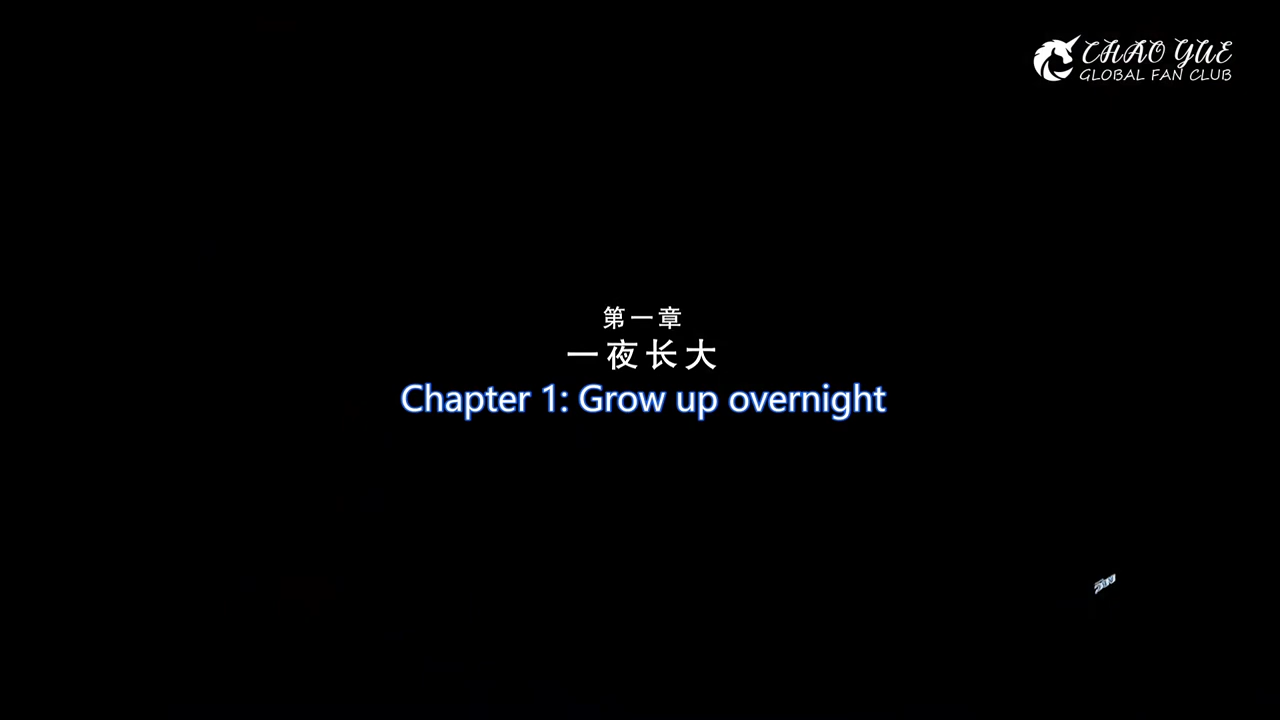 CHAO YUE
GLOBAL FAN CLUB
第一章
一夜长大
Chapter 1: Grow up overnight